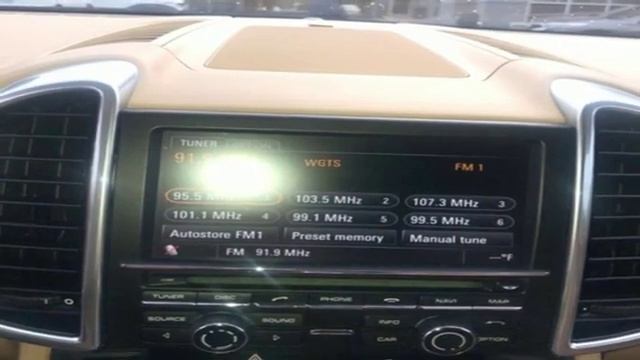 TUNER
91.
WGTS
FM 1
95.5 MHz
103.5 MHz 2
107.3 MHz 3
101.1 MHz 4
99.1 MHz 5
99.5 MHz 6
Autostore FM1
Preset memory
Manual tune
FM 91.9 MHz
--- °F
TUNER DISC PHONE NAVI MAP
SOURCE SOUND INFO
CAR OPTION